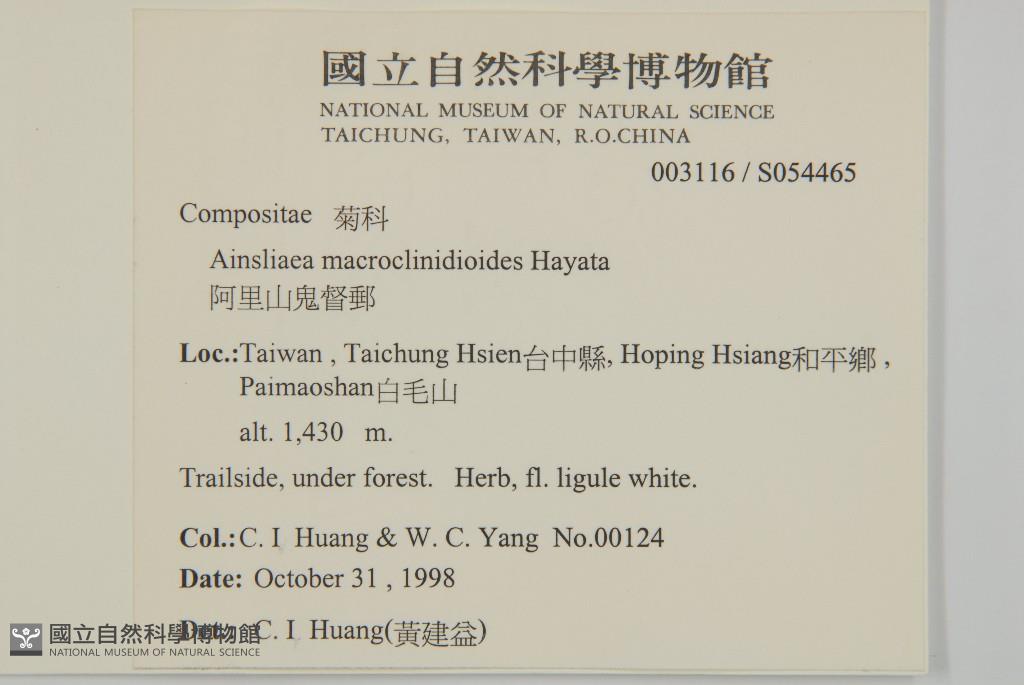 國立自然科學博物館
NATIONAL MUSEUM OF NATURAL SCIENCE
TAICHUNG, TAIWAN, R.O.CHINA
003116 / S054465
Compositae 菊科
Ainsliaea macroclinidioides Hayata
阿里山鬼督郵
Loc.:Taiwan , Taichung Hsien台中縣, Hoping Hsiang和平鄉 ,
Paimaoshan白毛山
alt. 1,430 m.
Trailside, under forest. Herb, fl. ligule white.
Col.: C. I Huang & W. C. Yang No.00124
Date: October 31 , 1998
Det.: C. I Huang(黃建益)
國立自然科學博物館
NATIONAL MUSEUM OF NATURAL SCIENCE